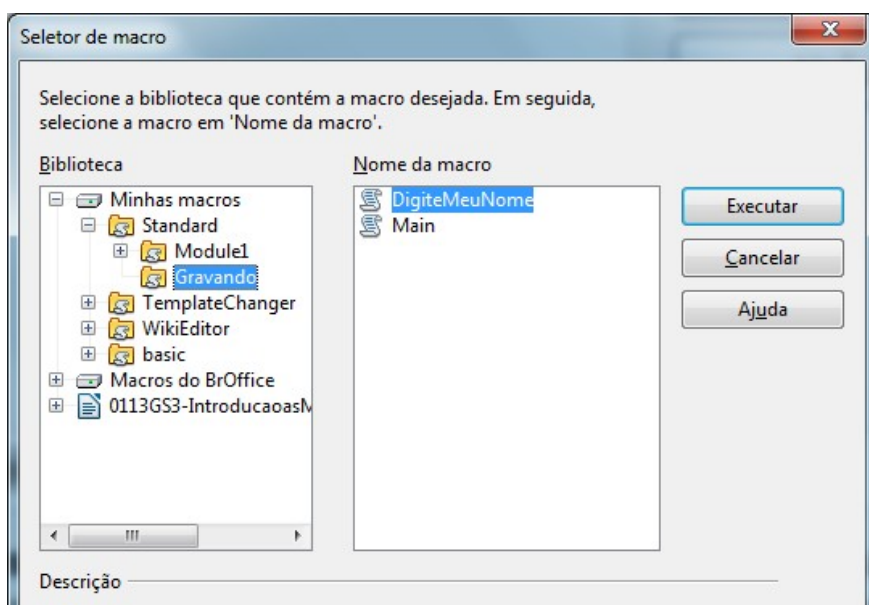 Seletor de macro
Selecione a biblioteca que contém a macro desejada. Em seguida,
selecione a macro em 'Nome da macro'.
Biblioteca
Nome da macro
Minhas macros
Standard
Module1
Gravando
TemplateChanger
WikiEditor
basic
Macros do BrOffice
0113GS3-IntroducaoasM
DigiteMeuNome
Main
Executar
Cancelar
Ajuda
Descrição